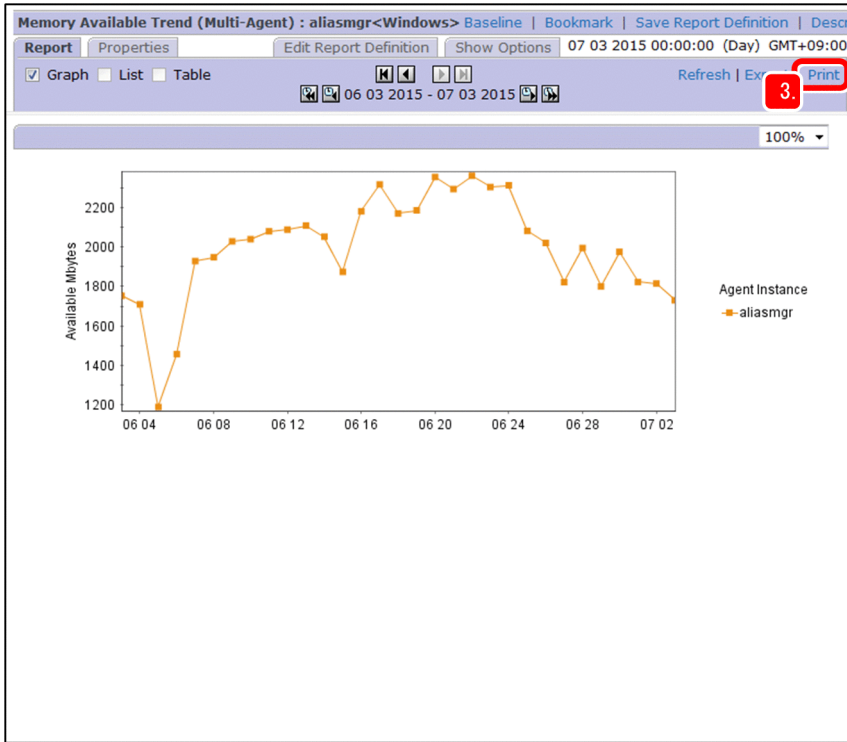 Memory Available Trend (Multi-Agent) : aliasmgr<Windows> Baseline | Bookmark | Save Report Definition |
Report Properties Edit Report Definition Show Options 07 03 2015 00:00:00 (Day) GMT+09:00
Graph List Table Refresh | Print
3.
06 03 2015 - 07 03 2015
100%
2200
2000
1800
1600
1400
1200
Available Mbytes
06 04 06 08 06 12 06 16 06 20 06 24 06 28 07 02
Agent Instance
aliasmgr